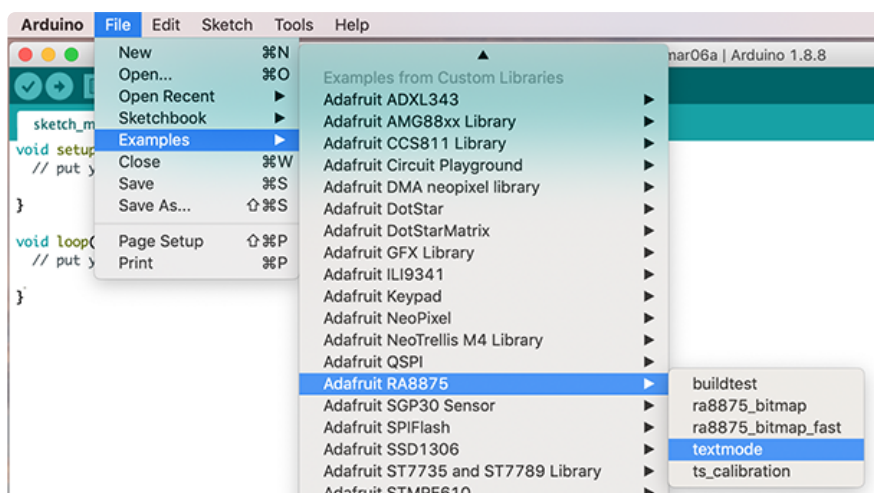 Arduino File Edit Sketch Tools Help
mar06a | Arduino 1.8.8
sketch_m
void setup
// put y
}
void loop(
// put y
}
New ⌘N
Open... ⌘O
Open Recent ▶
Sketchbook ▶
Examples ▶
Close ⌘W
Save ⌘S
Save As... ⇧⌘S
Page Setup ⇧⌘P
Print ⌘P
▲
Examples from Custom Libraries
Adafruit ADXL343 ▶
Adafruit AMG88xx Library ▶
Adafruit CCS811 Library ▶
Adafruit Circuit Playground ▶
Adafruit DMA neopixel library ▶
Adafruit DotStar ▶
Adafruit DotStarMatrix ▶
Adafruit GFX Library ▶
Adafruit ILI9341 ▶
Adafruit Keypad ▶
Adafruit NeoPixel ▶
Adafruit NeoTrellis M4 Library ▶
Adafruit QSPI ▶
Adafruit RA8875 ▶
Adafruit SGP30 Sensor ▶
Adafruit SPIFlash ▶
Adafruit SSD1306 ▶
Adafruit ST7735 and ST7789 Library ▶
Adafruit STMPE610 ▶
buildtest
ra8875_bitmap
ra8875_bitmap_fast
textmode
ts_calibration